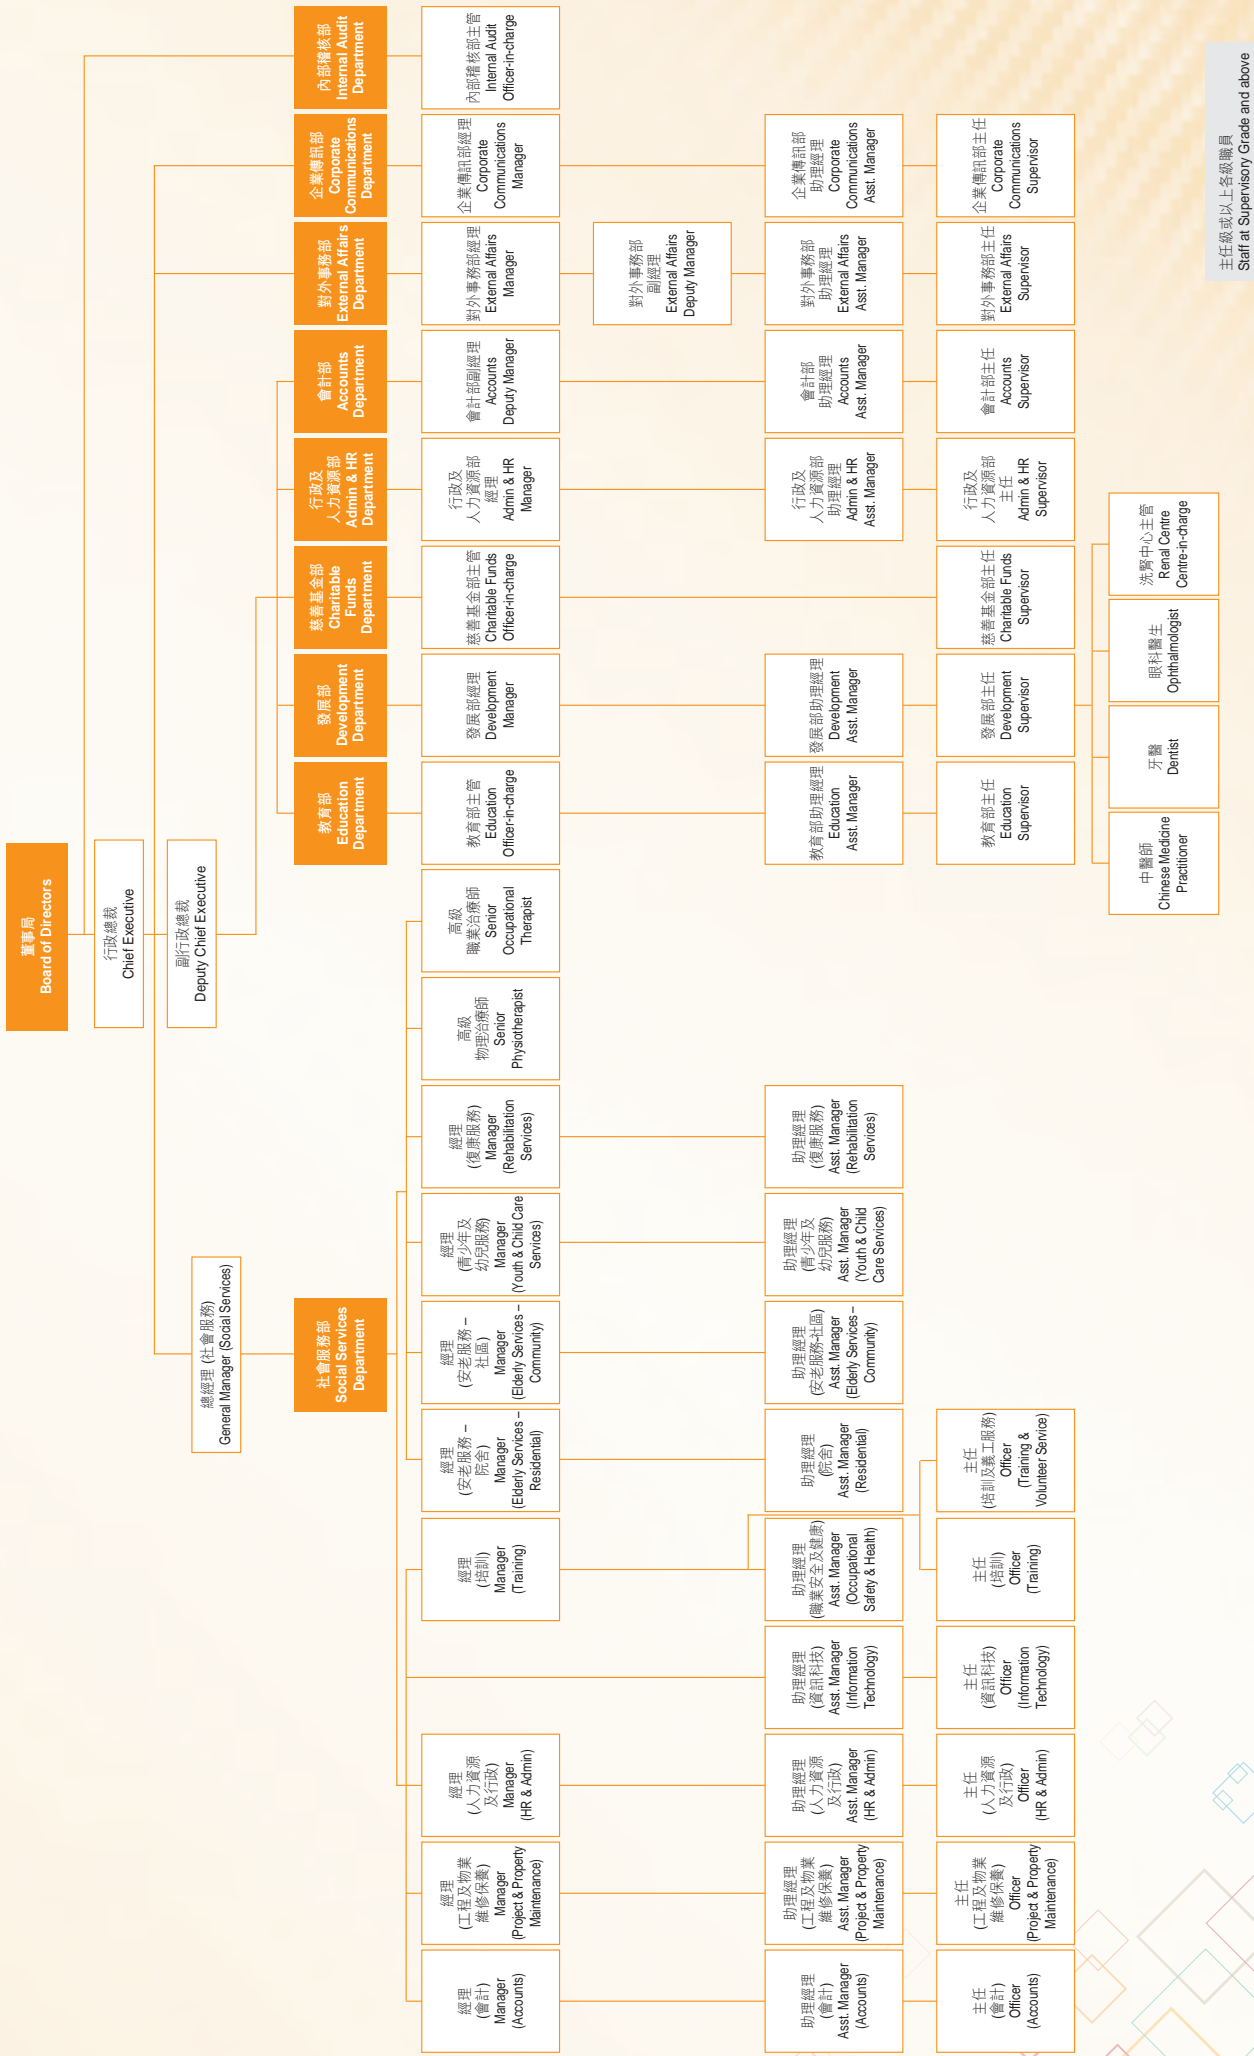 董事局
Board of Directors
行政總裁
Chief Executive
副行政總裁
Deputy Chief Executive
總經理 (社會服務)
General Manager (Social Services)
社會服務部
Social Services
Department
教育部
Education
Department
發展部
Development
Department
慈善基金部
Charitable
Funds
Department
行政及
人力資源部
Admin & HR
Department
會計部
Accounts
Department
對外事務部
External Affairs
Department
企業傳訊部
Corporate
Communications
Department
內部稽核部
Internal Audit
Department
經理
(會計)
Manager
(Accounts)
經理
(工程及物業
維修保養)
Manager
(Project & Property
Maintenance)
經理
(人力資源
及行政)
Manager
(HR & Admin)
經理
(培訓)
Manager
(Training)
經理
(安老服務 –
院舍)
Manager
(Elderly Services –
Residential)
經理
(安老服務 –
社區)
Manager
(Elderly Services –
Community)
經理
(青少年及
幼兒服務)
Manager
(Youth & Child Care
Services)
經理
(復康服務)
Manager
(Rehabilitation
Services)
高級
物理治療師
Senior
Physiotherapist
高級
職業治療師
Senior
Occupational
Therapist
教育部主管
Education
Officer-in-charge
發展部經理
Development
Manager
慈善基金部主管
Charitable Funds
Officer-in-charge
行政及
人力資源部
經理
Admin & HR
Manager
會計部副經理
Accounts
Deputy Manager
對外事務部經理
External Affairs
Manager
企業傳訊部經理
Corporate
Communications
Manager
內部稽核部主管
Internal Audit
Officer-in-charge
對外事務部
副經理
External Affairs
Deputy Manager
助理經理
(會計)
Asst. Manager
(Accounts)
助理經理
(工程及物業
維修保養)
Asst. Manager
(Project & Property
Maintenance)
助理經理
(人力資源
及行政)
Asst. Manager
(HR & Admin)
助理經理
(資訊科技)
Asst. Manager
(Information
Technology)
助理經理
(職業安全及健康)
Asst. Manager
(Occupational
Safety & Health)
助理經理
(院舍)
Asst. Manager
(Residential)
助理經理
(安老服務-社區)
Asst. Manager
(Elderly Services –
Community)
助理經理
(青少年及
幼兒服務)
Asst. Manager
(Youth & Child
Care Services)
助理經理
(復康服務)
Asst. Manager
(Rehabilitation
Services)
教育部助理經理
Education
Asst. Manager
發展部助理經理
Development
Asst. Manager
行政及
人力資源部
助理經理
Admin & HR
Asst. Manager
會計部
助理經理
Accounts
Asst. Manager
對外事務部
助理經理
External Affairs
Asst. Manager
企業傳訊部
助理經理
Corporate
Communications
Asst. Manager
主任
(會計)
Officer
(Accounts)
主任
(工程及物業
維修保養)
Officer
(Project & Property
Maintenance)
主任
(人力資源
及行政)
Officer
(HR & Admin)
主任
(資訊科技)
Officer
(Information
Technology)
主任
(培訓)
Officer
(Training)
主任
(培訓及義工服務)
Officer
(Training &
Volunteer Service)
教育部主任
Education
Supervisor
發展部主任
Development
Supervisor
慈善基金部主任
Charitable Funds
Supervisor
行政及
人力資源部
主任
Admin & HR
Supervisor
會計部主任
Accounts
Supervisor
對外事務部主任
External Affairs
Supervisor
企業傳訊部主任
Corporate
Communications
Supervisor
中醫師
Chinese Medicine
Practitioner
牙醫
Dentist
眼科醫生
Ophthalmologist
洗腎中心主管
Renal Centre
Centre-in-charge
主任級或以上各級職員
Staff at Supervisory Grade and above